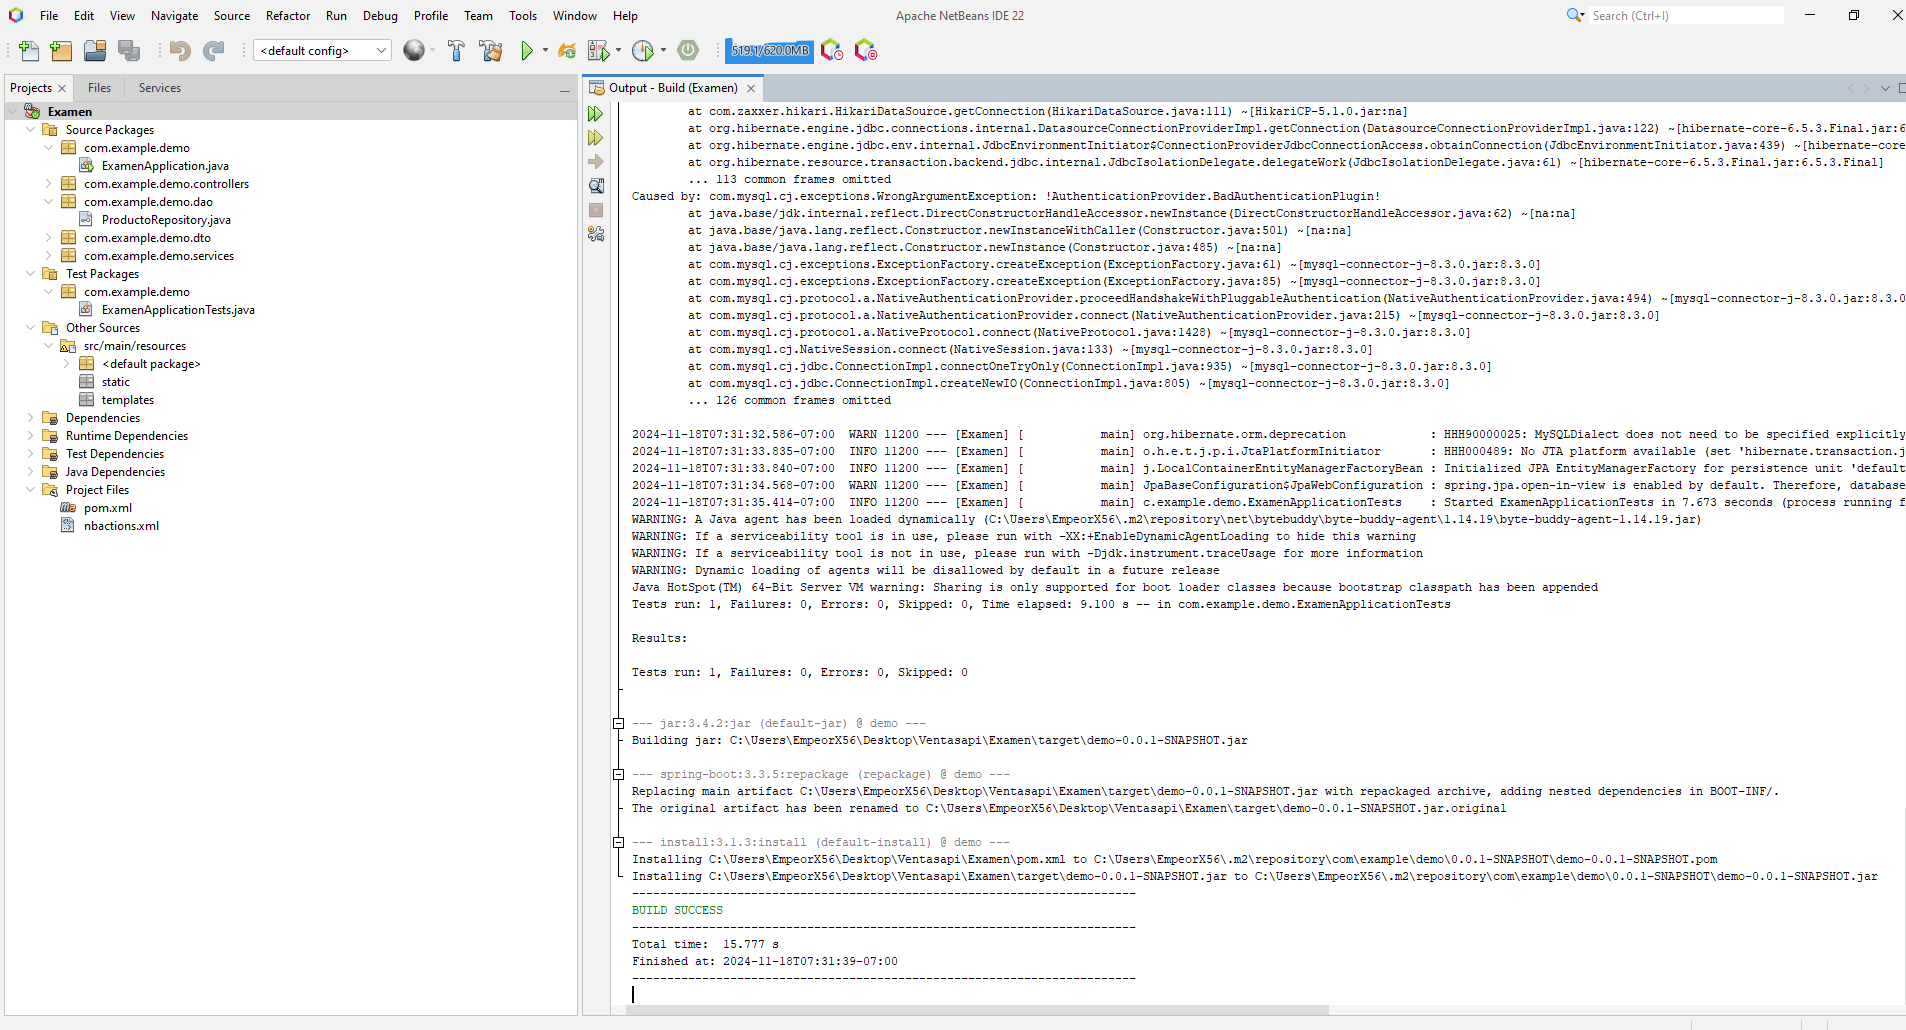 File Edit View Navigate Source Refactor Run Debug Profile Team Tools Window Help
Apache NetBeans IDE 22
Search (Ctrl+I)
<default config>
519.1/620.0MB
Projects Files Services
Examen
Source Packages
com.example.demo
ExamenApplication.java
com.example.demo.controllers
com.example.demo.dao
ProductoRepository.java
com.example.demo.dto
com.example.demo.services
Test Packages
com.example.demo
ExamenApplicationTests.java
Other Sources
src/main/resources
<default package>
static
templates
Dependencies
Runtime Dependencies
Test Dependencies
Java Dependencies
Project Files
pom.xml
nbactions.xml
Output - Build (Examen)
at com.zaxxer.hikari.HikariDataSource.getConnection(HikariDataSource.java:111) ~[HikariCP-5.1.0.jar:na]
at org.hibernate.engine.jdbc.connections.internal.DatasourceConnectionProviderImpl.getConnection(DatasourceConnectionProviderImpl.java:122) ~[hibernate-core-6.5.3.Final.jar:6
at org.hibernate.engine.jdbc.env.internal.JdbcEnvironmentInitiator$ConnectionProviderJdbcConnectionAccess.obtainConnection(JdbcEnvironmentInitiator.java:439) ~[hibernate-core
at org.hibernate.resource.transaction.backend.jdbc.internal.JdbcIsolationDelegate.delegateWork(JdbcIsolationDelegate.java:61) ~[hibernate-core-6.5.3.Final.jar:6.5.3.Final]
... 113 common frames omitted
Caused by: com.mysql.cj.exceptions.WrongArgumentException: !AuthenticationProvider.BadAuthenticationPlugin!
at java.base/jdk.internal.reflect.DirectConstructorHandleAccessor.newInstance(DirectConstructorHandleAccessor.java:62) ~[na:na]
at java.base/java.lang.reflect.Constructor.newInstanceWithCaller(Constructor.java:501) ~[na:na]
at java.base/java.lang.reflect.Constructor.newInstance(Constructor.java:485) ~[na:na]
at com.mysql.cj.exceptions.ExceptionFactory.createException(ExceptionFactory.java:61) ~[mysql-connector-j-8.3.0.jar:8.3.0]
at com.mysql.cj.exceptions.ExceptionFactory.createException(ExceptionFactory.java:85) ~[mysql-connector-j-8.3.0.jar:8.3.0]
at com.mysql.cj.protocol.a.NativeAuthenticationProvider.proceedHandshakeWithPluggableAuthentication(NativeAuthenticationProvider.java:494) ~[mysql-connector-j-8.3.0.jar:8.3.0
at com.mysql.cj.protocol.a.NativeAuthenticationProvider.connect(NativeAuthenticationProvider.java:215) ~[mysql-connector-j-8.3.0.jar:8.3.0]
at com.mysql.cj.protocol.a.NativeProtocol.connect(NativeProtocol.java:1428) ~[mysql-connector-j-8.3.0.jar:8.3.0]
at com.mysql.cj.NativeSession.connect(NativeSession.java:133) ~[mysql-connector-j-8.3.0.jar:8.3.0]
at com.mysql.cj.jdbc.ConnectionImpl.connectOneTryOnly(ConnectionImpl.java:935) ~[mysql-connector-j-8.3.0.jar:8.3.0]
at com.mysql.cj.jdbc.ConnectionImpl.createNewIO(ConnectionImpl.java:805) ~[mysql-connector-j-8.3.0.jar:8.3.0]
... 126 common frames omitted
2024-11-18T07:31:32.586-07:00 WARN 11200 --- [Examen] [ main] org.hibernate.orm.deprecation : HHH90000025: MySQLDialect does not need to be specified explicitly
2024-11-18T07:31:33.835-07:00 INFO 11200 --- [Examen] [ main] o.h.e.t.j.p.i.JtaPlatformInitiator : HHH000489: No JTA platform available (set 'hibernate.transaction.j
2024-11-18T07:31:33.840-07:00 INFO 11200 --- [Examen] [ main] j.LocalContainerEntityManagerFactoryBean : Initialized JPA EntityManagerFactory for persistence unit 'default
2024-11-18T07:31:34.568-07:00 WARN 11200 --- [Examen] [ main] JpaBaseConfiguration$JpaWebConfiguration : spring.jpa.open-in-view is enabled by default. Therefore, database
2024-11-18T07:31:35.414-07:00 INFO 11200 --- [Examen] [ main] c.example.demo.ExamenApplicationTests : Started ExamenApplicationTests in 7.673 seconds (process running f
WARNING: A Java agent has been loaded dynamically (C:\Users\EmpeorX56\.m2\repository\net\bytebuddy\byte-buddy-agent\1.14.19\byte-buddy-agent-1.14.19.jar)
WARNING: If a serviceability tool is in use, please run with -XX:+EnableDynamicAgentLoading to hide this warning
WARNING: If a serviceability tool is not in use, please run with -Djdk.instrument.traceUsage for more information
WARNING: Dynamic loading of agents will be disallowed by default in a future release
Java HotSpot(TM) 64-Bit Server VM warning: Sharing is only supported for boot loader classes because bootstrap classpath has been appended
Tests run: 1, Failures: 0, Errors: 0, Skipped: 0, Time elapsed: 9.100 s -- in com.example.demo.ExamenApplicationTests
Results:
Tests run: 1, Failures: 0, Errors: 0, Skipped: 0
--- jar:3.4.2:jar (default-jar) @ demo ---
Building jar: C:\Users\EmpeorX56\Desktop\Ventasapi\Examen\target\demo-0.0.1-SNAPSHOT.jar
--- spring-boot:3.3.5:repackage (repackage) @ demo ---
Replacing main artifact C:\Users\EmpeorX56\Desktop\Ventasapi\Examen\target\demo-0.0.1-SNAPSHOT.jar with repackaged archive, adding nested dependencies in BOOT-INF/.
The original artifact has been renamed to C:\Users\EmpeorX56\Desktop\Ventasapi\Examen\target\demo-0.0.1-SNAPSHOT.jar.original
--- install:3.1.3:install (default-install) @ demo ---
Installing C:\Users\EmpeorX56\Desktop\Ventasapi\Examen\pom.xml to C:\Users\EmpeorX56\.m2\repository\com\example\demo\0.0.1-SNAPSHOT\demo-0.0.1-SNAPSHOT.pom
Installing C:\Users\EmpeorX56\Desktop\Ventasapi\Examen\target\demo-0.0.1-SNAPSHOT.jar to C:\Users\EmpeorX56\.m2\repository\com\example\demo\0.0.1-SNAPSHOT\demo-0.0.1-SNAPSHOT.jar
------------------------------------------------------------------------
BUILD SUCCESS
------------------------------------------------------------------------
Total time: 15.777 s
Finished at: 2024-11-18T07:31:39-07:00
------------------------------------------------------------------------